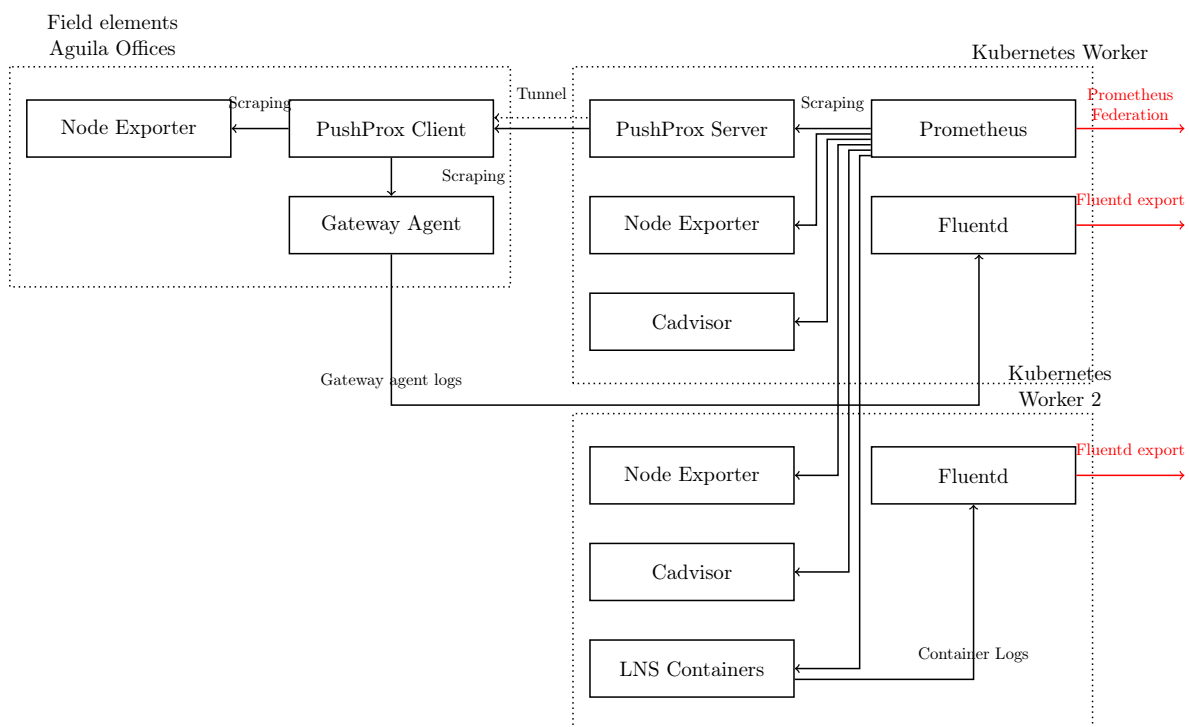 Field elements
Aguila Offices
Kubernetes Worker
Node Exporter
Scraping
PushProx Client
Tunnel
PushProx Server
Scraping
Prometheus
Prometheus
Federation
Scraping
Gateway Agent
Node Exporter
Fluentd
Fluentd export
Cadvisor
Gateway agent logs
Kubernetes
Worker 2
Node Exporter
Fluentd
Fluentd export
Cadvisor
LNS Containers
Container Logs